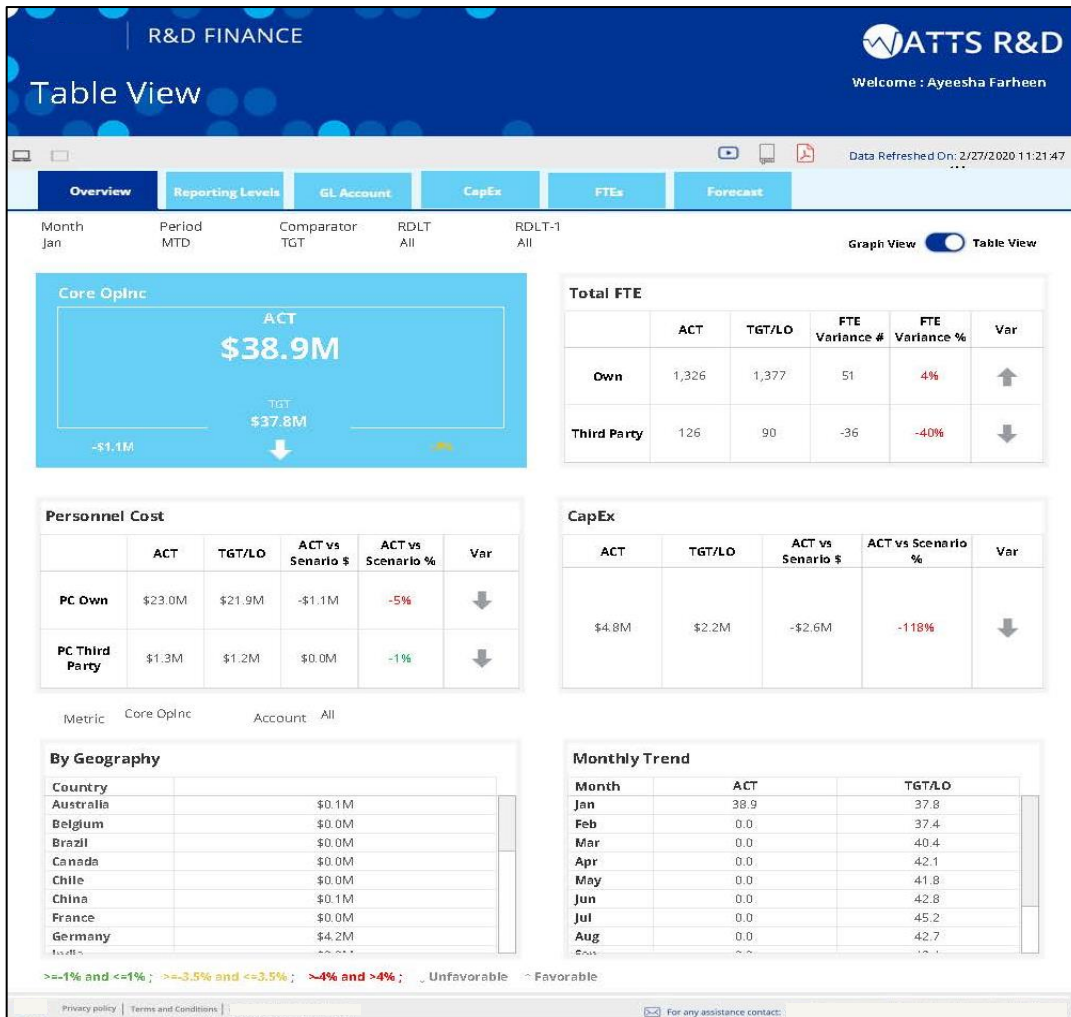 R&D FINANCE
WATTS R&D
Welcome : Ayeesha Farheen
Table View
Data Refreshed On: 2/27/2020 11:21:47
Overview Reporting Levels GL Account CapEx FTEs Forecast
Month Period Comparator RDLT RDLT-1
Jan MTD TGT All All
Graph View Table View
Core OpInc
ACT
$38.9M
TGT
$37.8M
-$1.1M
Total FTE
ACT TGT/LO FTE Variance # FTE Variance % Var
Own 1,326 1,377 51 4%
Third Party 126 90 -36 -40%
Personnel Cost
ACT TGT/LO ACT vs Senario $ ACT vs Scenario % Var
PC Own $23.0M $21.9M -$1.1M -5%
PC Third Party $1.3M $1.2M $0.0M -1%
CapEx
ACT TGT/LO ACT vs Senario $ ACT vs Scenario % Var
$4.8M $2.2M -$2.6M -118%
Metric Core OpInc Account All
By Geography
Country
Australia $0.1M
Belgium $0.0M
Brazil $0.0M
Canada $0.0M
Chile $0.0M
China $0.1M
France $0.0M
Germany $4.2M
Monthly Trend
Month ACT TGT/LO
Jan 38.9 37.8
Feb 0.0 37.4
Mar 0.0 40.4
Apr 0.0 42.1
May 0.0 41.8
Jun 0.0 42.8
Jul 0.0 45.2
Aug 0.0 42.7
>=-1% and <=1% ; >=-3.5% and <=3.5% ; >-4% and >4% ; Unfavorable Favorable
Privacy policy | Terms and Conditions |
For any assistance contact: